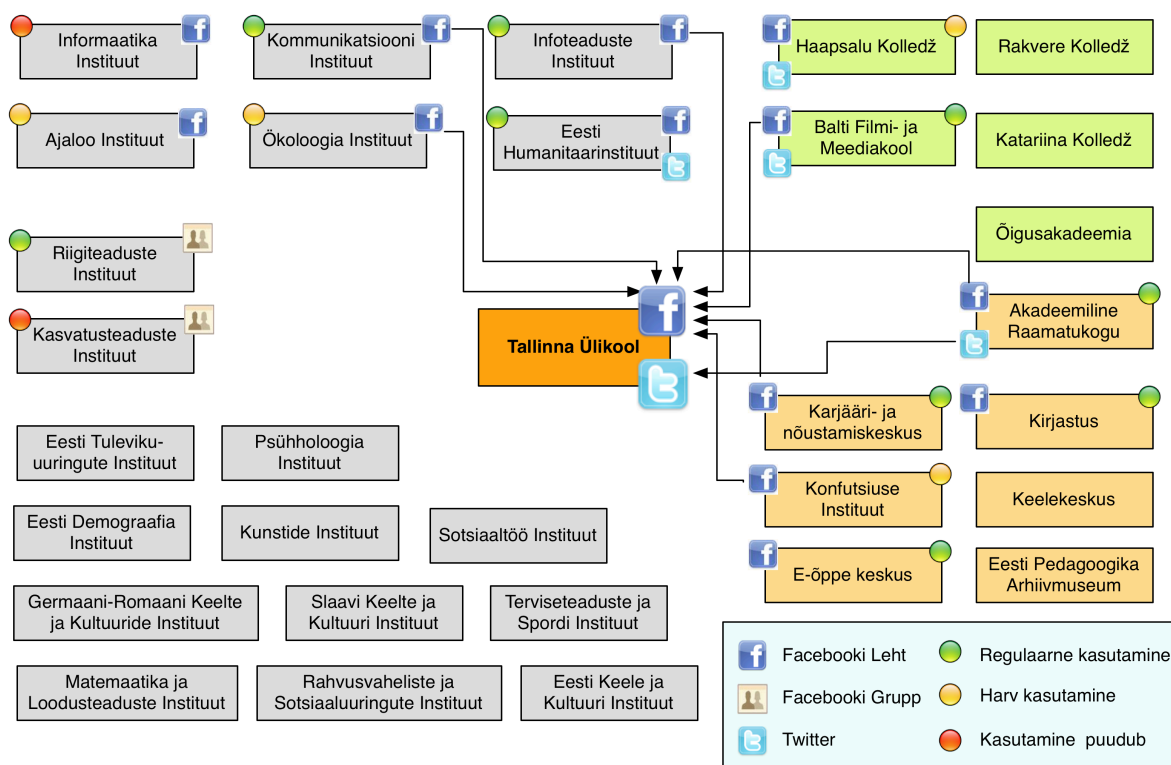 Informaatika
Instituut
Kommunikatsiooni
Instituut
Infoteaduste
Instituut
Haapsalu Kolledž
Rakvere Kolledž
Ajaloo Instituut
Ökoloogia Instituut
Eesti
Humanitaarinstituut
Balti Filmi- ja
Meediakool
Katariina Kolledž
Riigiteaduste
Instituut
Õigusakadeemia
Kasvatusteaduste
Instituut
Tallinna Ülikool
Akadeemiline
Raamatukogu
Karjääri- ja
nõustamiskeskus
Kirjastus
Eesti Tuleviku-
uuringute Instituut
Psühholoogia
Instituut
Konfutsiuse
Instituut
Keelekeskus
Eesti Demograafia
Instituut
Kunstide Instituut
Sotsiaaltöö Instituut
E-õppe keskus
Eesti Pedagoogika
Arhiivmuseum
Germaani-Romaani Keelte
ja Kultuuride Instituut
Slaavi Keelte ja
Kultuuri Instituut
Terviseteaduste ja
Spordi Instituut
Matemaatika ja
Loodusteaduste Instituut
Rahvusvaheliste ja
Sotsiaaluuringute Instituut
Eesti Keele ja
Kultuuri Instituut
Facebooki Leht
Regulaarne kasutamine
Facebooki Grupp
Harv kasutamine
Twitter
Kasutamine puudub